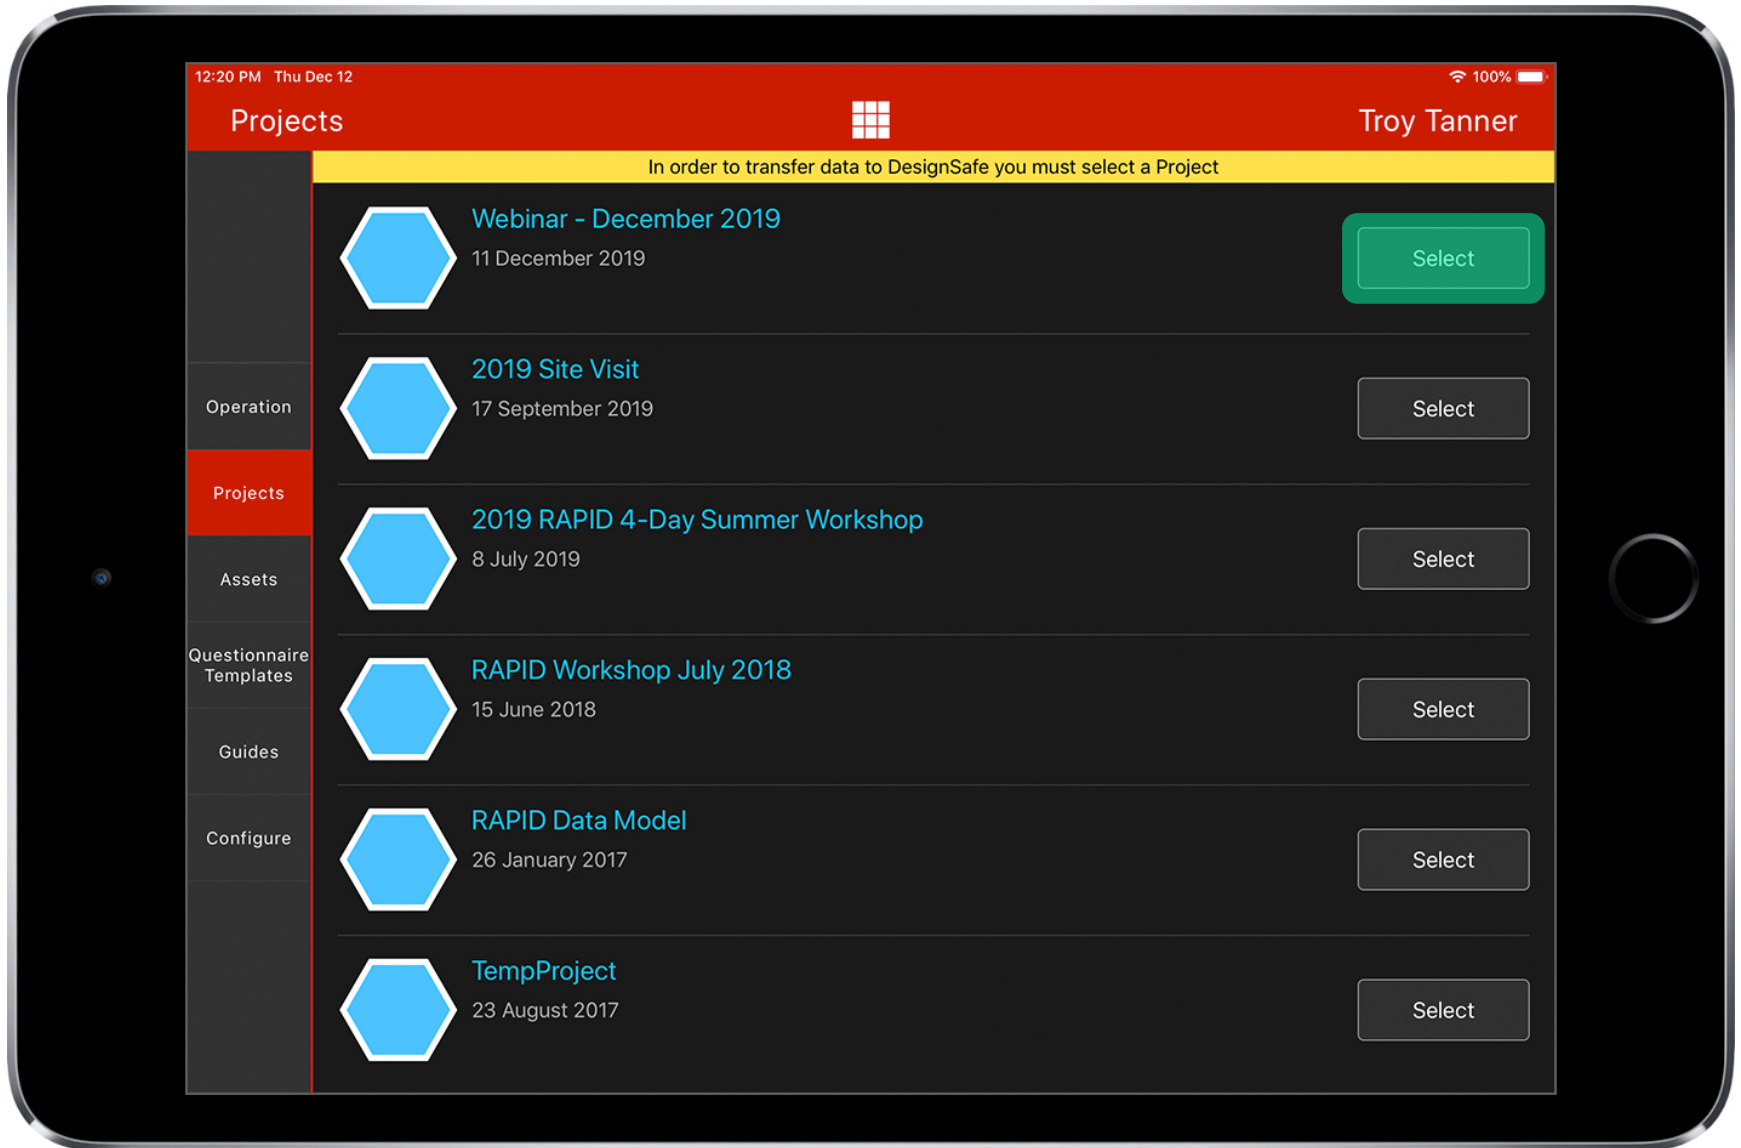 12:20 PM Thu Dec 12
100%
Projects
Troy Tanner
In order to transfer data to DesignSafe you must select a Project
Operation
Projects
Assets
Questionnaire
Templates
Guides
Configure
Webinar - December 2019
11 December 2019
Select
2019 Site Visit
17 September 2019
Select
2019 RAPID 4-Day Summer Workshop
8 July 2019
Select
RAPID Workshop July 2018
15 June 2018
Select
RAPID Data Model
26 January 2017
Select
TempProject
23 August 2017
Select